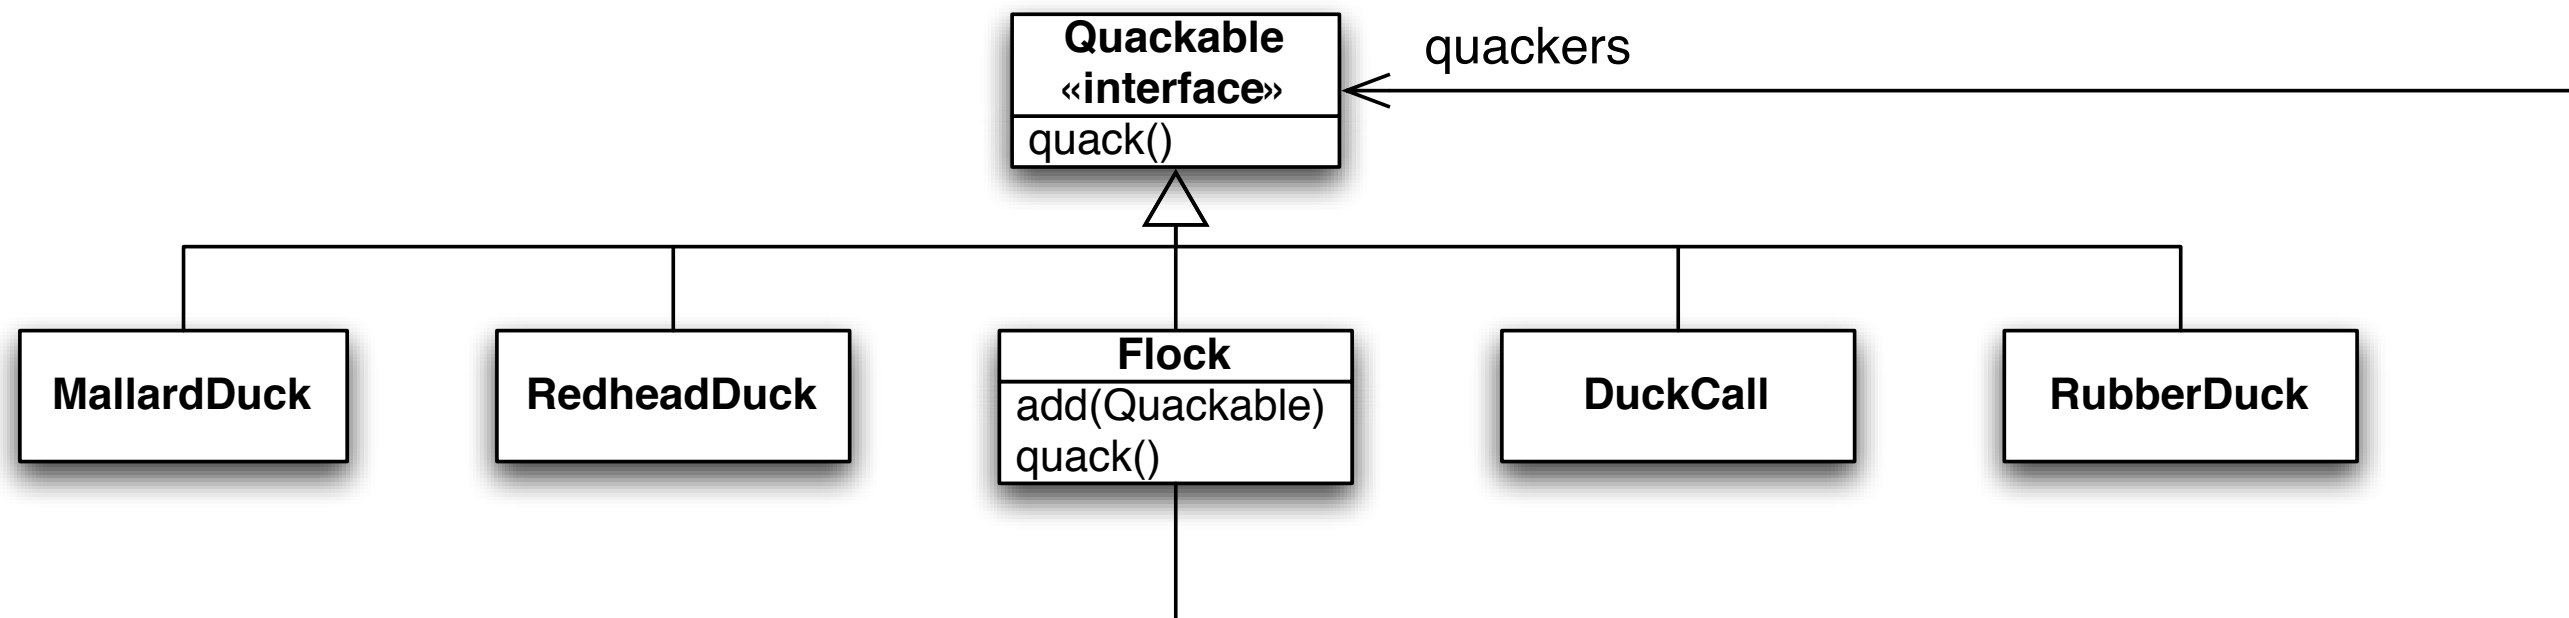 Quackable
«interface»
quack()
quackers
MallardDuck
RedheadDuck
Flock
add(Quackable)
quack()
DuckCall
RubberDuck